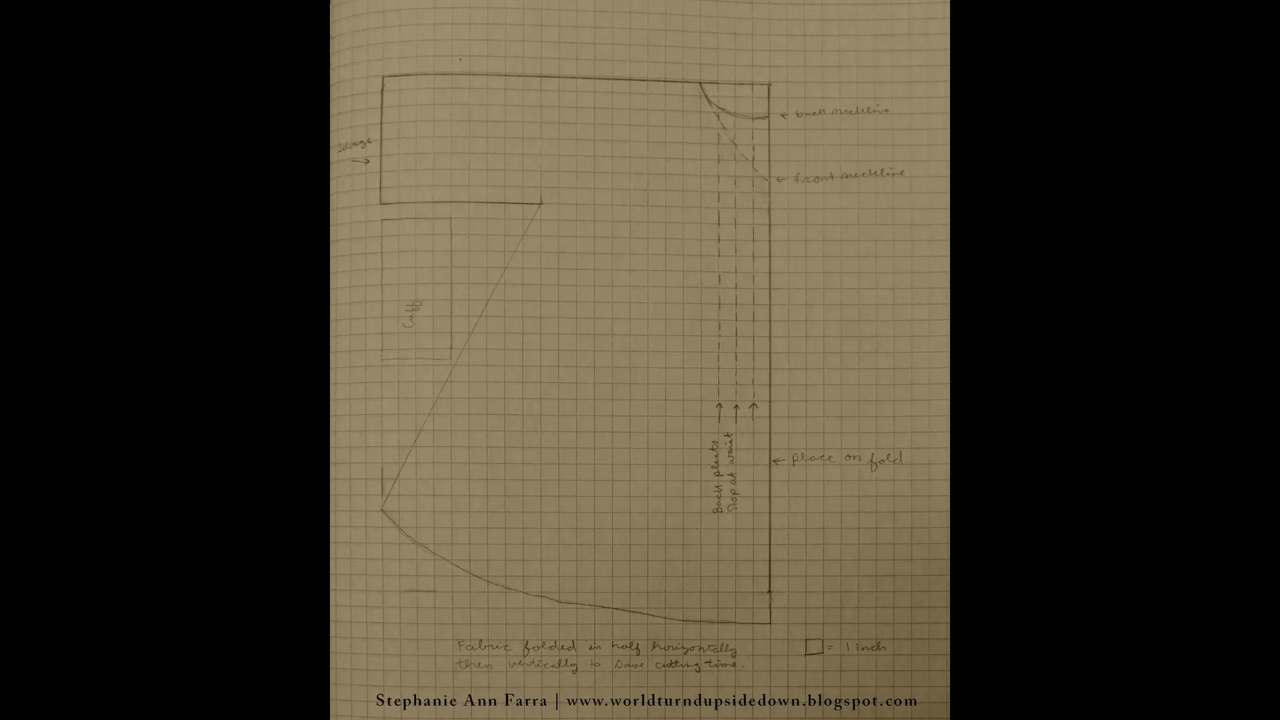 ← back neckline
selvage
→
← front neckline
Cuff
Back pleats
stop at waist
← place on fold
Fabric folded in half horizontally
then vertically to save cutting time.
= 1 inch
Stephanie Ann Farra | www.worldturndupsidedown.blogspot.com